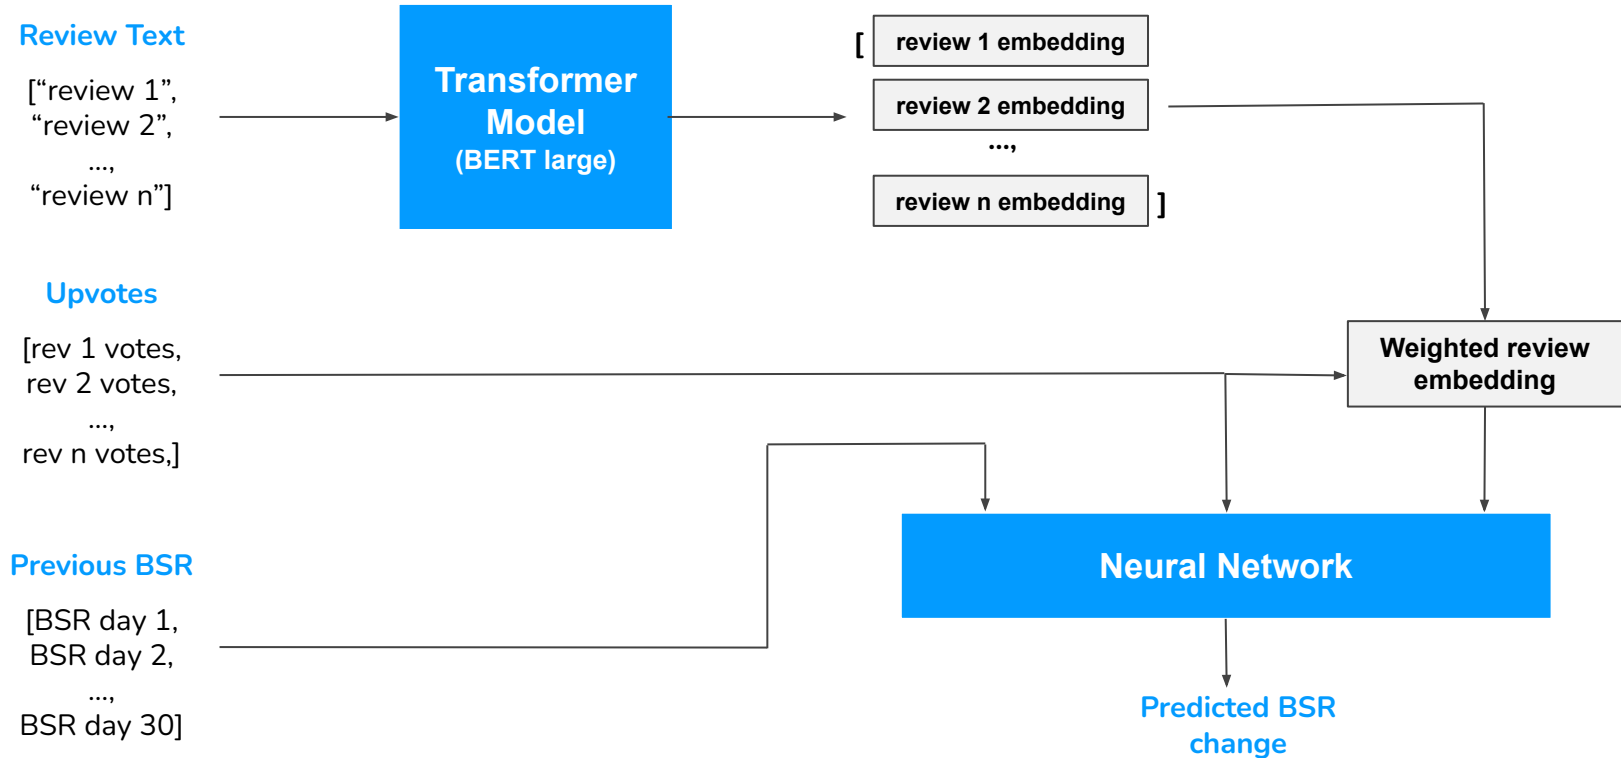 Review Text
[“review 1”,
“review 2”,
...,
“review n”]
Transformer
Model
(BERT large)
[ review 1 embedding
review 2 embedding
...,
review n embedding ]
Upvotes
[rev 1 votes,
rev 2 votes,
...,
rev n votes,]
Weighted review
embedding
Previous BSR
[BSR day 1,
BSR day 2,
...,
BSR day 30]
Neural Network
Predicted BSR
change